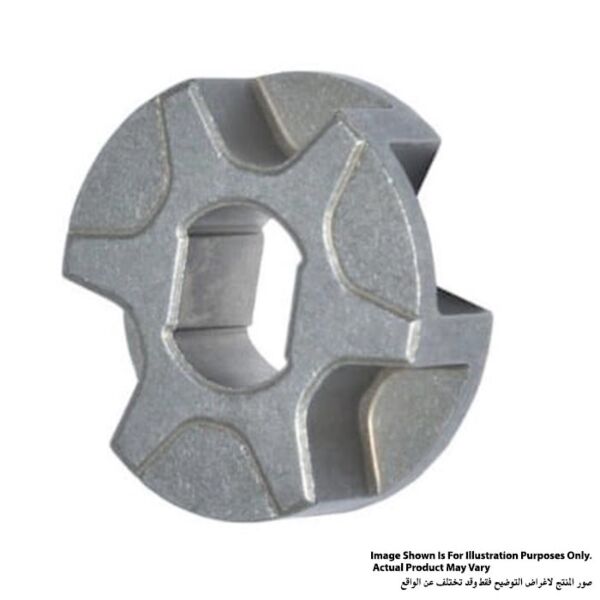 Image Shown Is For Illustration Purposes Only.
Actual Product May Vary
صور المنتج لاغراض التوضيح فقط وقد تختلف عن الواقع